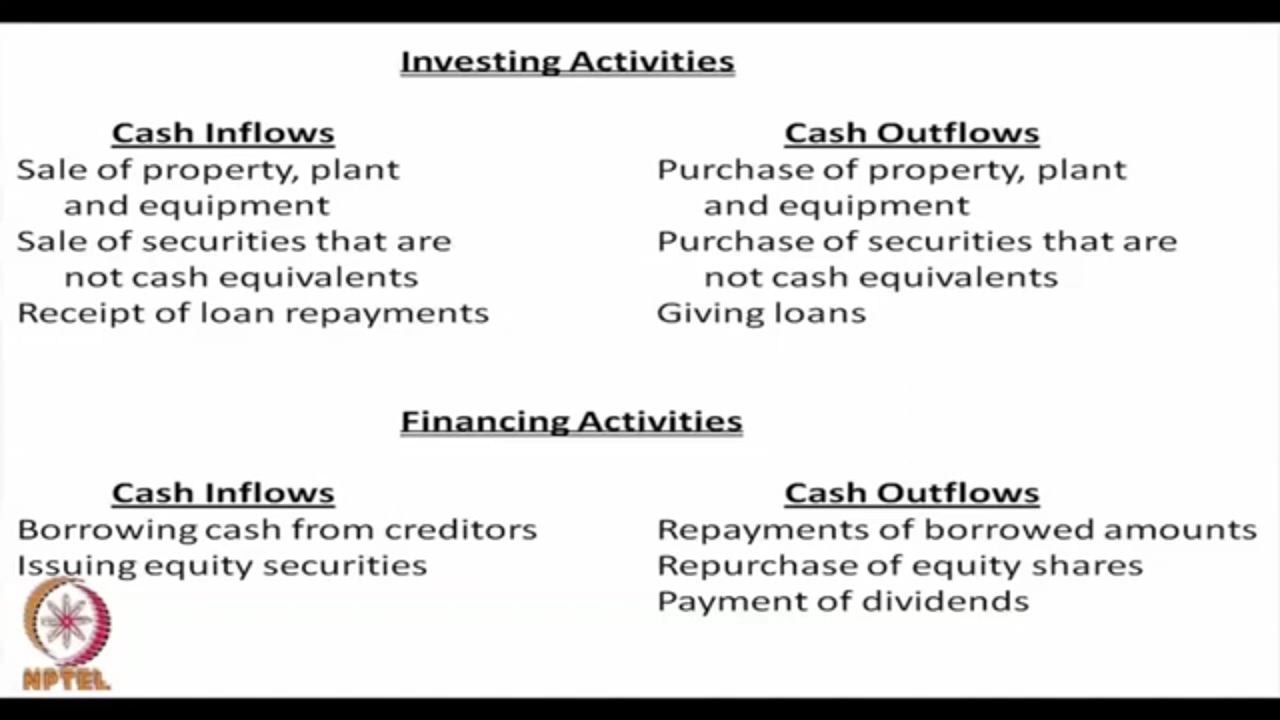 Investing Activities
Cash Inflows
Sale of property, plant
and equipment
Sale of securities that are
not cash equivalents
Receipt of loan repayments
Cash Outflows
Purchase of property, plant
and equipment
Purchase of securities that are
not cash equivalents
Giving loans
Financing Activities
Cash Inflows
Borrowing cash from creditors
Issuing equity securities
Cash Outflows
Repayments of borrowed amounts
Repurchase of equity shares
Payment of dividends
NPTEL